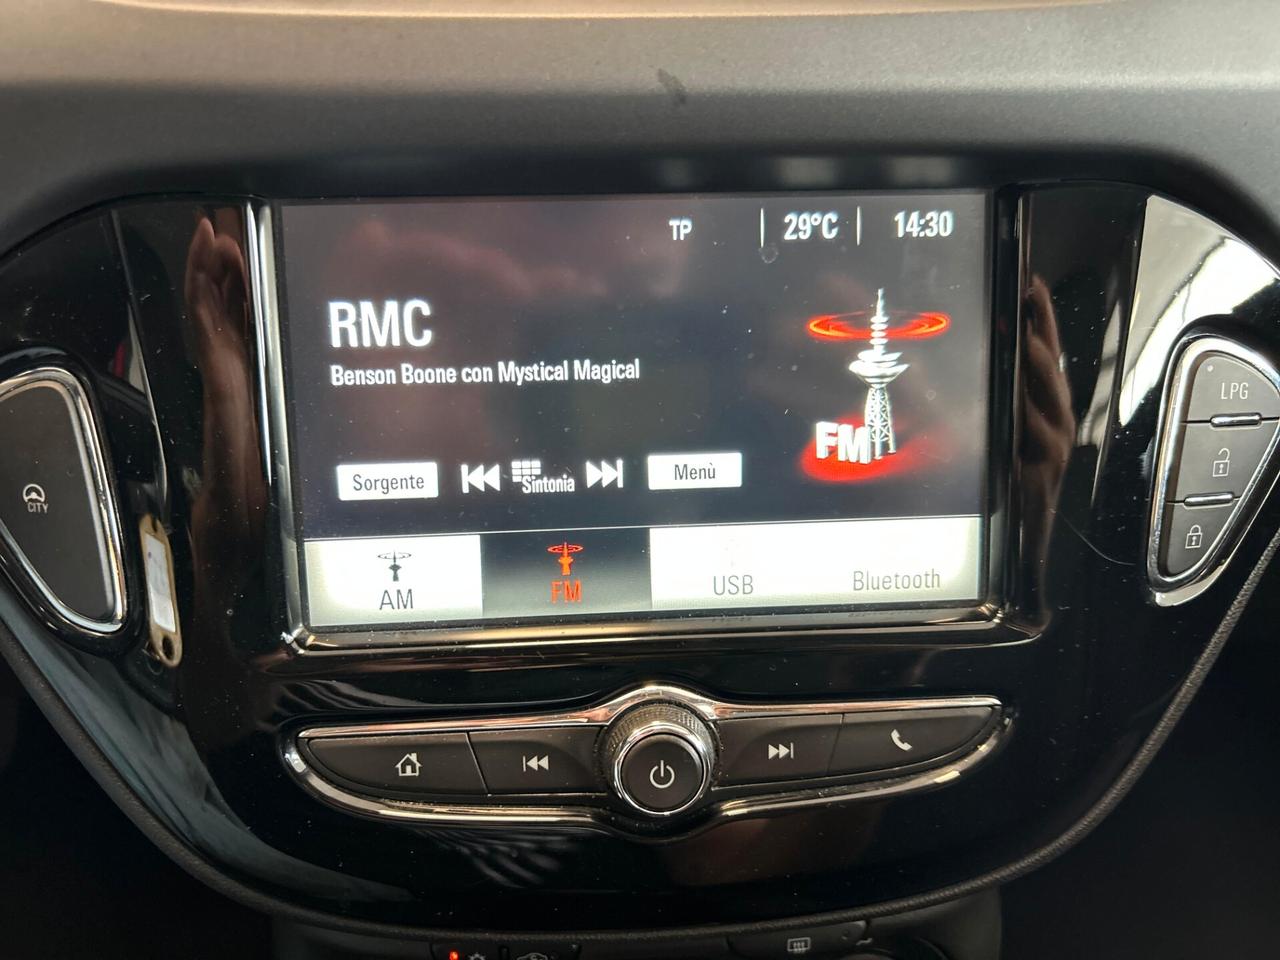 TP 29°C 14:30
RMC
Benson Boone con Mystical Magical
FM
Sorgente Sintonia Menù
AM FM USB Bluetooth
CITY
LPG